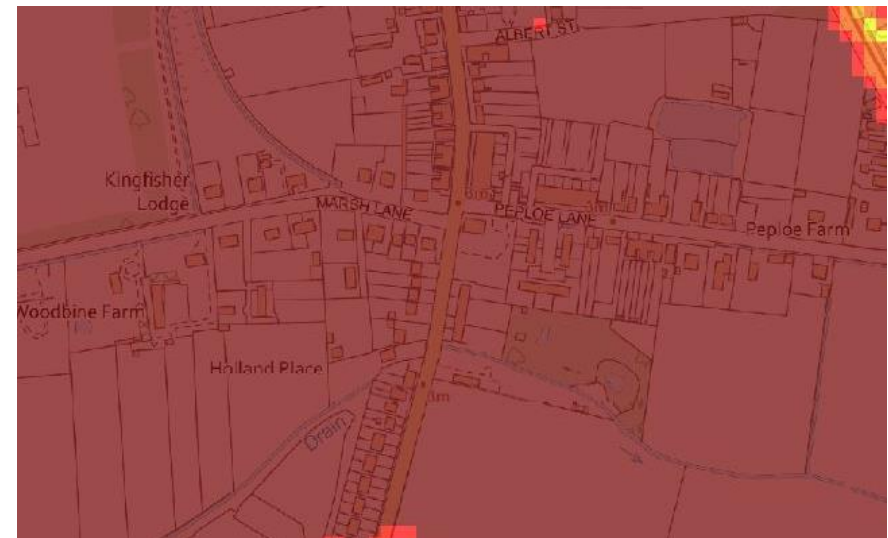 ALBERT ST
Kingfisher
Lodge
MARSH LANE
PEPLOE LANE
Peploe Farm
Woodbine Farm
Holland Place
Drain